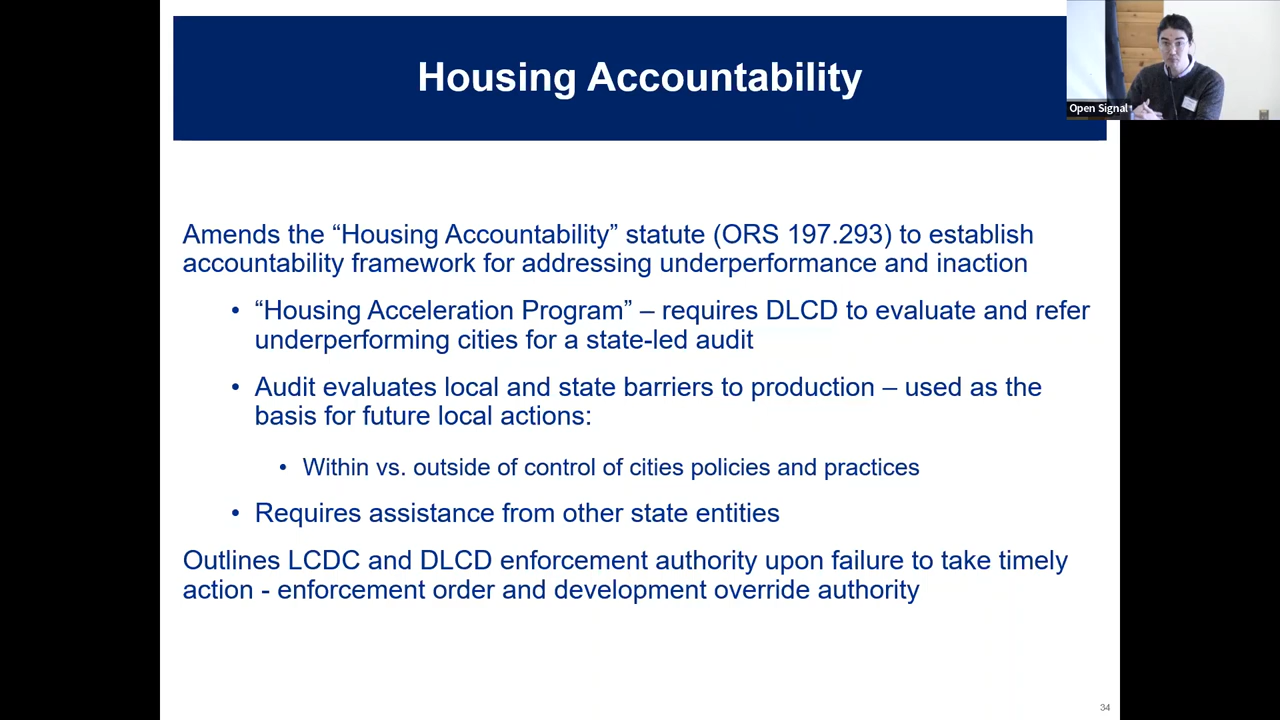 Housing Accountability
Open Signal
Amends the “Housing Accountability” statute (ORS 197.293) to establish
accountability framework for addressing underperformance and inaction
• “Housing Acceleration Program” – requires DLCD to evaluate and refer
underperforming cities for a state-led audit
• Audit evaluates local and state barriers to production – used as the
basis for future local actions:
• Within vs. outside of control of cities policies and practices
• Requires assistance from other state entities
Outlines LCDC and DLCD enforcement authority upon failure to take timely
action - enforcement order and development override authority
34